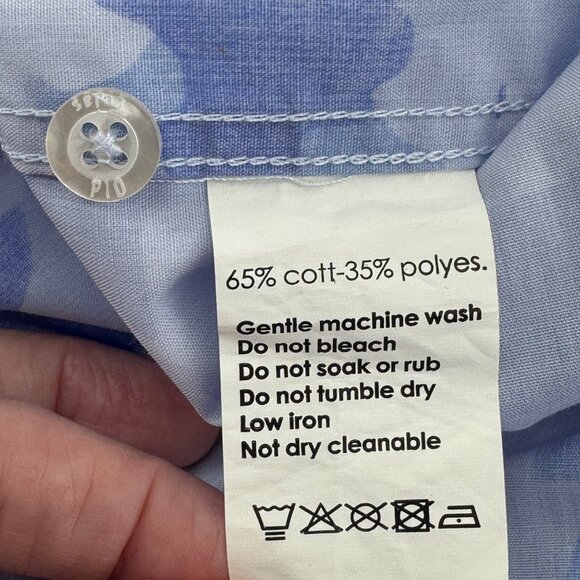 PIO
65% cott-35% polyes.
Gentle machine wash
Do not bleach
Do not soak or rub
Do not tumble dry
Low iron
Not dry cleanable